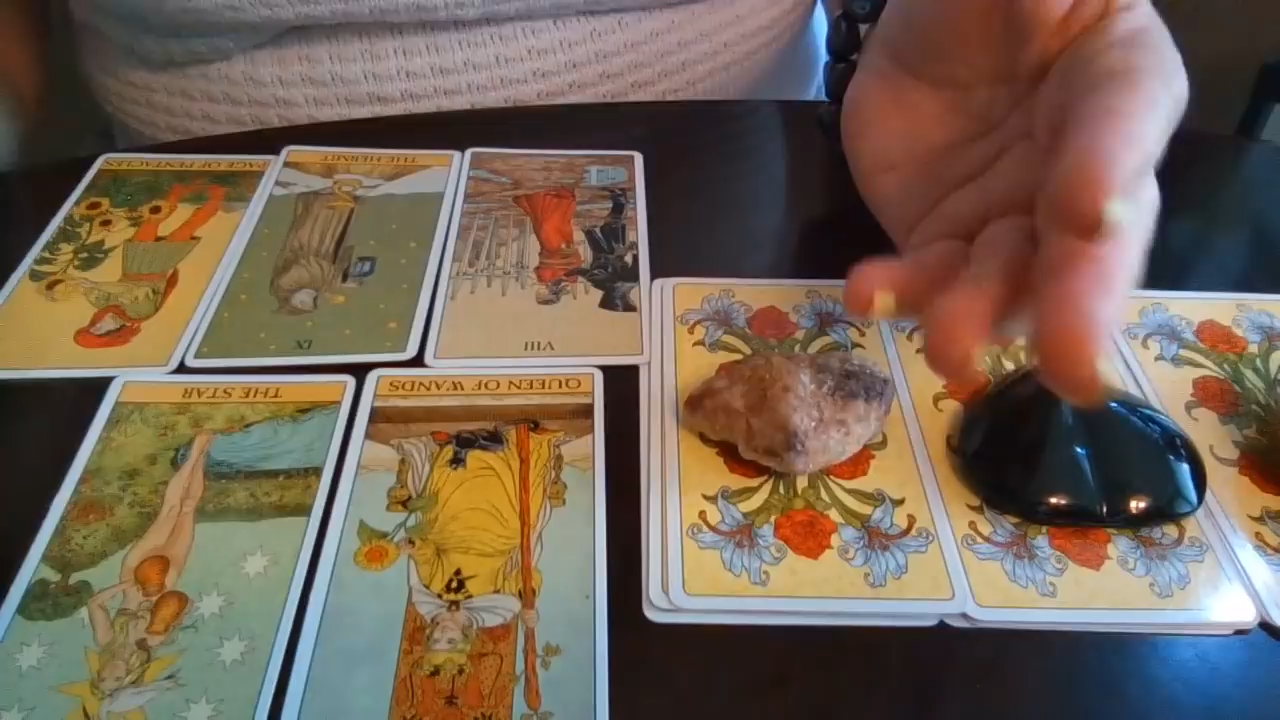 PAGE OF PENTACLES
THE HERMIT
IX
VIII
THE STAR
QUEEN OF WANDS